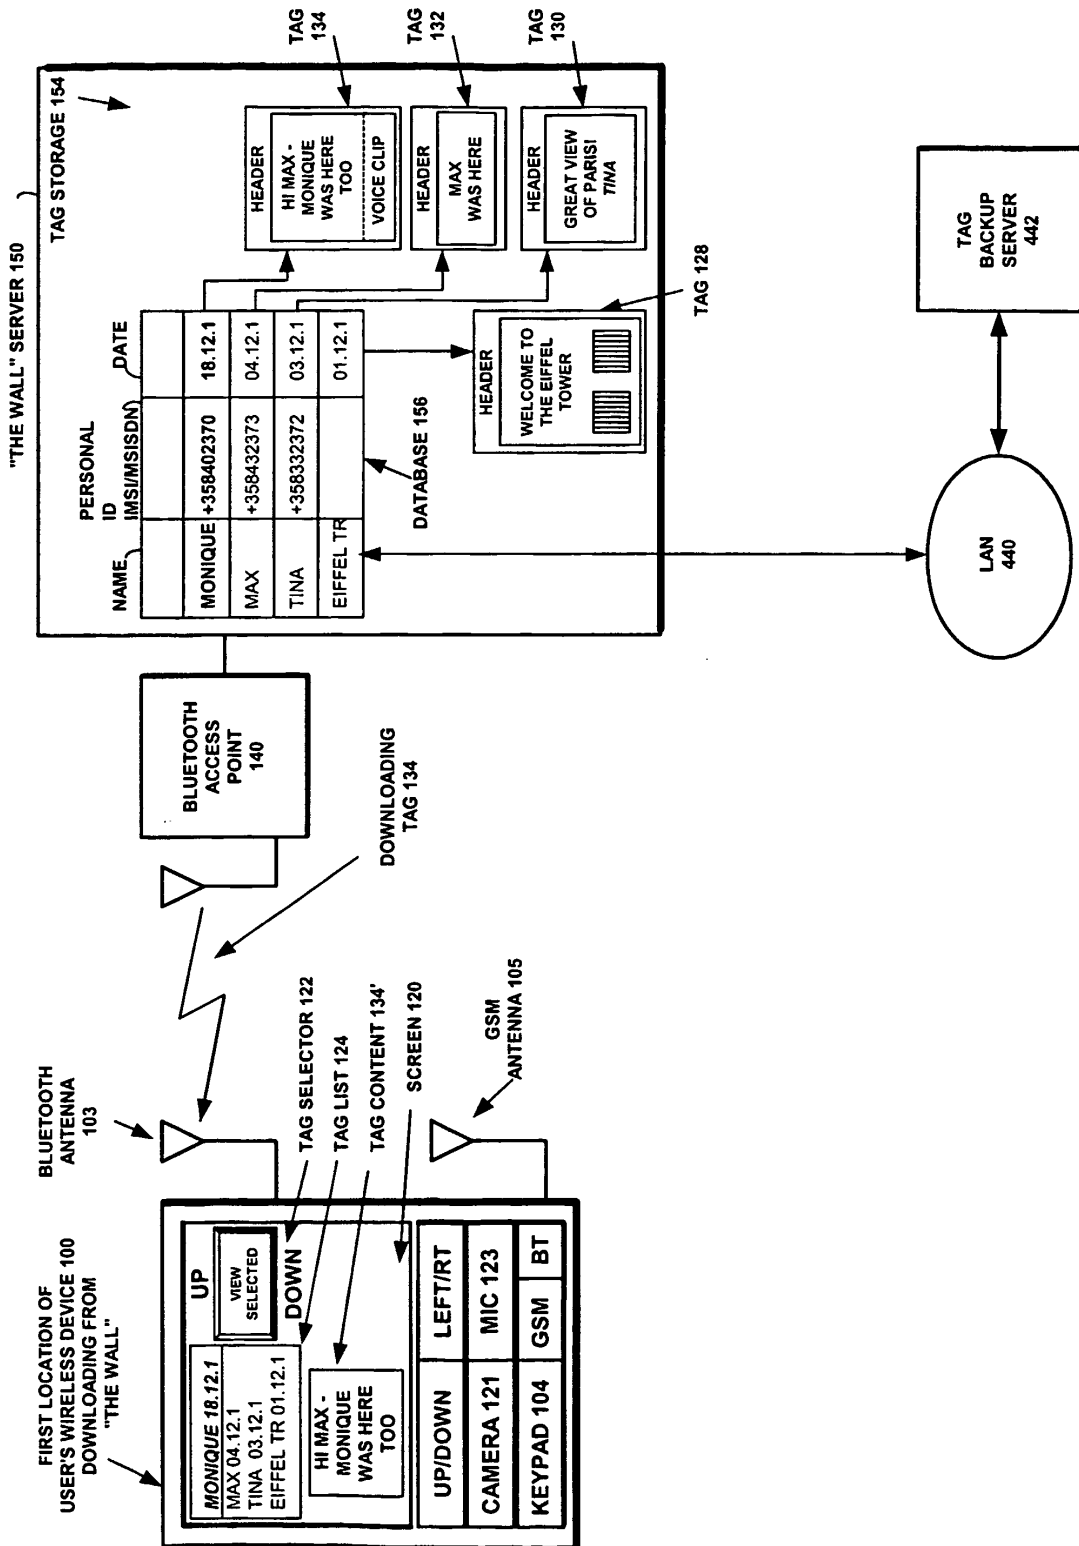 FIRST LOCATION OF
USER'S WIRELESS DEVICE 100
DOWNLOADING FROM
"THE WALL"
BLUETOOTH
ANTENNA
103
MONIQUE 18.12.1
MAX 04.12.1
TINA 03.12.1
EIFFEL TR 01.12.1
UP
VIEW
SELECTED
DOWN
HI MAX -
MONIQUE
WAS HERE
TOO
TAG SELECTOR 122
TAG LIST 124
TAG CONTENT 134'
SCREEN 120
GSM
ANTENNA 105
UP/DOWN
LEFT/RT
CAMERA 121
MIC 123
KEYPAD 104
GSM
BT
DOWNLOADING
TAG 134
BLUETOOTH
ACCESS
POINT
140
"THE WALL" SERVER 150
TAG STORAGE 154
NAME
PERSONAL
ID
IMSI/MSISDN
DATE
MONIQUE
+358402370
18.12.1
MAX
+358432373
04.12.1
TINA
+358332372
03.12.1
EIFFEL TR
01.12.1
DATABASE 156
HEADER
HI MAX -
MONIQUE
WAS HERE
TOO
VOICE CLIP
TAG
134
HEADER
MAX
WAS HERE
TAG
132
HEADER
GREAT VIEW
OF PARIS!
TINA
TAG
130
HEADER
WELCOME TO
THE EIFFEL
TOWER
TAG 128
LAN
440
TAG
BACKUP
SERVER
442